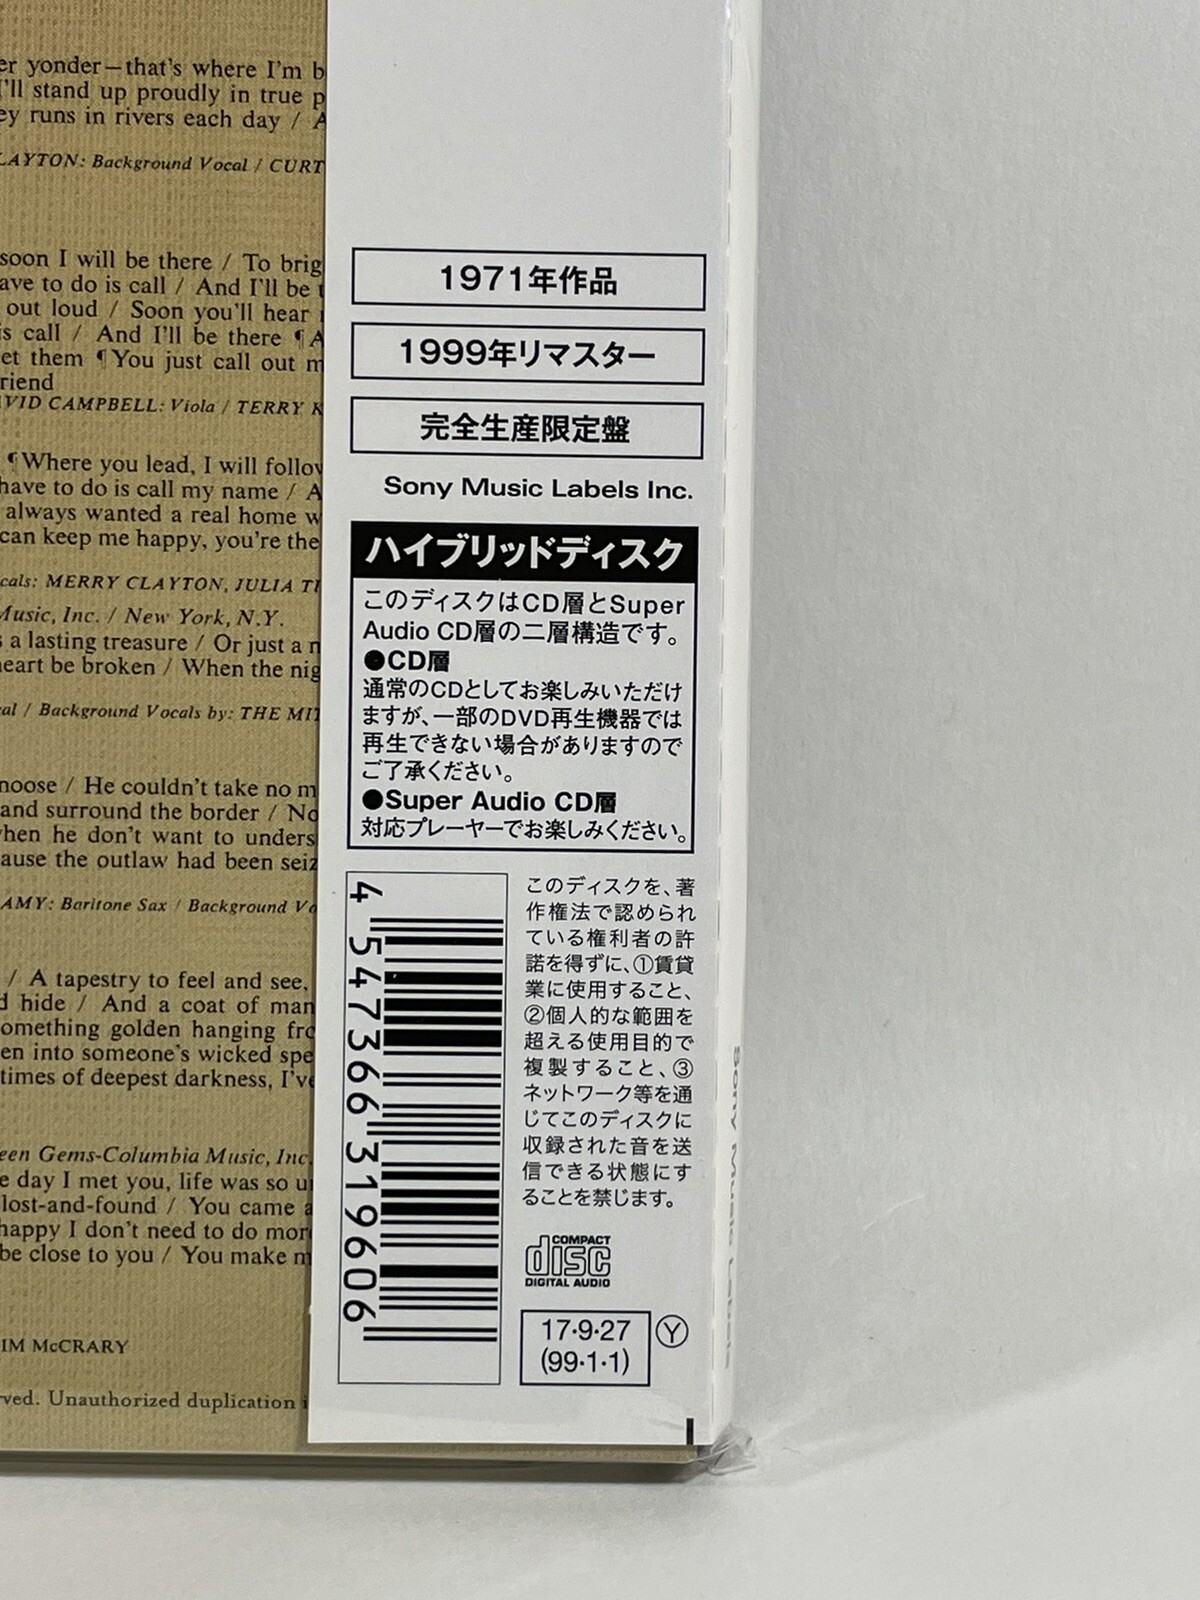 er yonder—that's where I'm b
I'll stand up proudly in true p
ey runs in rivers each day / A
LAYTON: Background Vocal / CURT
soon I will be there / To brig
ave to do is call / And I'll be t
out loud / Soon you'll hear
is call / And I'll be there ¶A
et them ¶You just call out m
riend
VID CAMPBELL: Viola / TERRY K
¶Where you lead, I will follow
have to do is call my name / A
always wanted a real home w
can keep me happy, you're the
cals: MERRY CLAYTON, JULIA TI
Music, Inc. / New York, N.Y.
s a lasting treasure / Or just a m
heart be broken / When the nig
al / Background Vocals by: THE MIT
noose / He couldn't take no m
and surround the border / No
when he don't want to unders
ause the outlaw had been seiz
AMY: Baritone Sax / Background Vo
/ A tapestry to feel and see,
d hide / And a coat of man
omething golden hanging fro
en into someone's wicked spe
times of deepest darkness, I've
een Gems-Columbia Music, Inc.
e day I met you, life was so u
lost-and-found / You came a
happy I don't need to do mor
be close to you / You make m
IM McCRARY
ved. Unauthorized duplication i
1971年作品
1999年リマスター
完全生産限定盤
Sony Music Labels Inc.
ハイブリッドディスク
このディスクはCD層とSuper
Audio CD層の二層構造です。
●CD層
通常のCDとしてお楽しみいただけ
ますが、一部のDVD再生機器では
再生できない場合がありますので
ご了承ください。
●Super Audio CD層
対応プレーヤーでお楽しみください。
4 547366 319606
このディスクを、著
作権法で認められ
ている権利者の許
諾を得ずに、①賃貸
業に使用すること、
②個人的な範囲を
超える使用目的で
複製すること、③
ネットワーク等を通
じてこのディスクに
収録された音を送
信できる状態にす
ることを禁じます。
COMPACT
disc
DIGITAL AUDIO
17・9・27
(99・1・1)
Ⓨ
Sony Music Labels